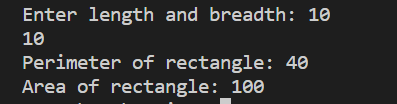 Enter length and breadth: 10
10
Perimeter of rectangle: 40
Area of rectangle: 100